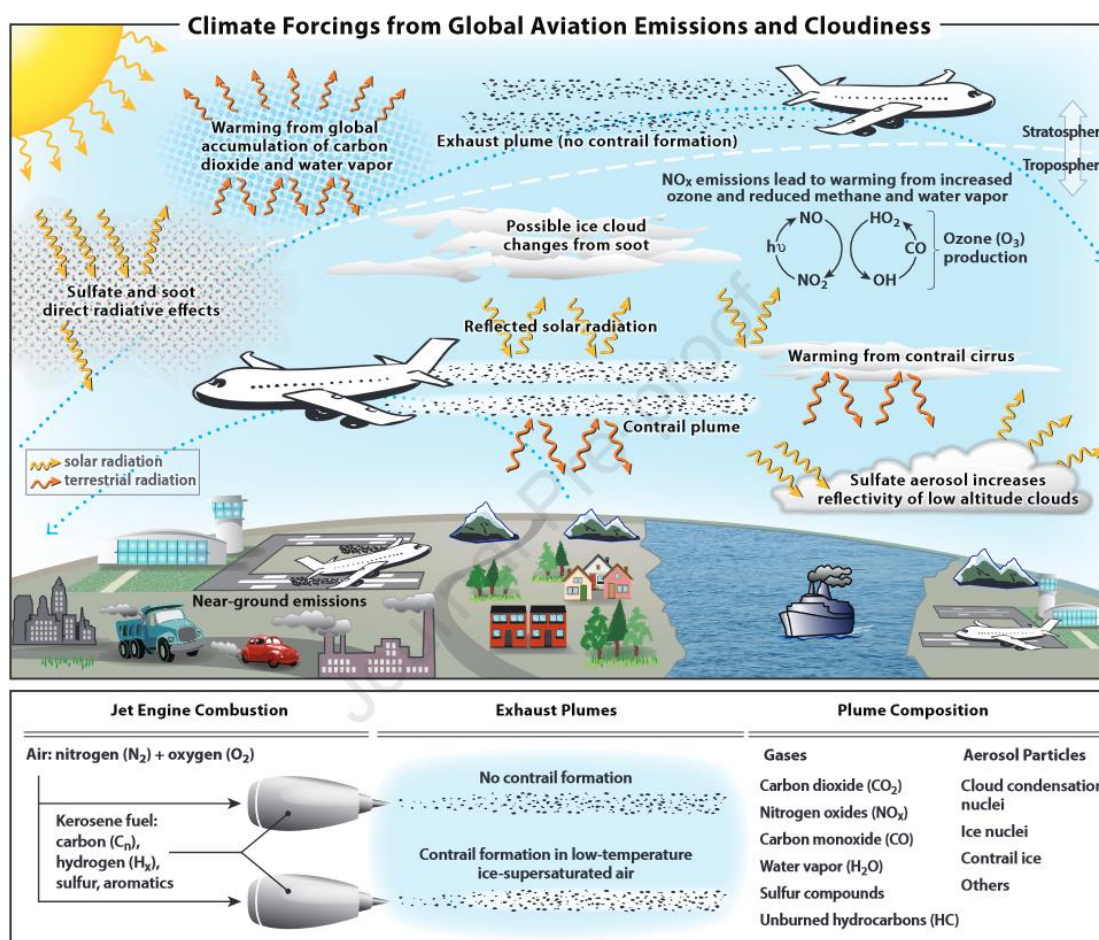 Climate Forcings from Global Aviation Emissions and Cloudiness
Warming from global
accumulation of carbon
dioxide and water vapor
Exhaust plume (no contrail formation)
Stratospher
Tropospher
NOx emissions lead to warming from increased
ozone and reduced methane and water vapor
NO
HO2
hυ
CO
NO2
OH
Ozone (O3)
production
Possible ice cloud
changes from soot
Sulfate and soot
direct radiative effects
Reflected solar radiation
Warming from contrail cirrus
Contrail plume
solar radiation
terrestrial radiation
Sulfate aerosol increases
reflectivity of low altitude clouds
Near-ground emissions
Journal Pre-proof
Jet Engine Combustion
Air: nitrogen (N2) + oxygen (O2)
Kerosene fuel:
carbon (Cn),
hydrogen (Hx),
sulfur, aromatics
Exhaust Plumes
No contrail formation
Contrail formation in low-temperature
ice-supersaturated air
Plume Composition
Gases
Carbon dioxide (CO2)
Nitrogen oxides (NOx)
Carbon monoxide (CO)
Water vapor (H2O)
Sulfur compounds
Unburned hydrocarbons (HC)
Aerosol Particles
Cloud condensation
nuclei
Ice nuclei
Contrail ice
Others